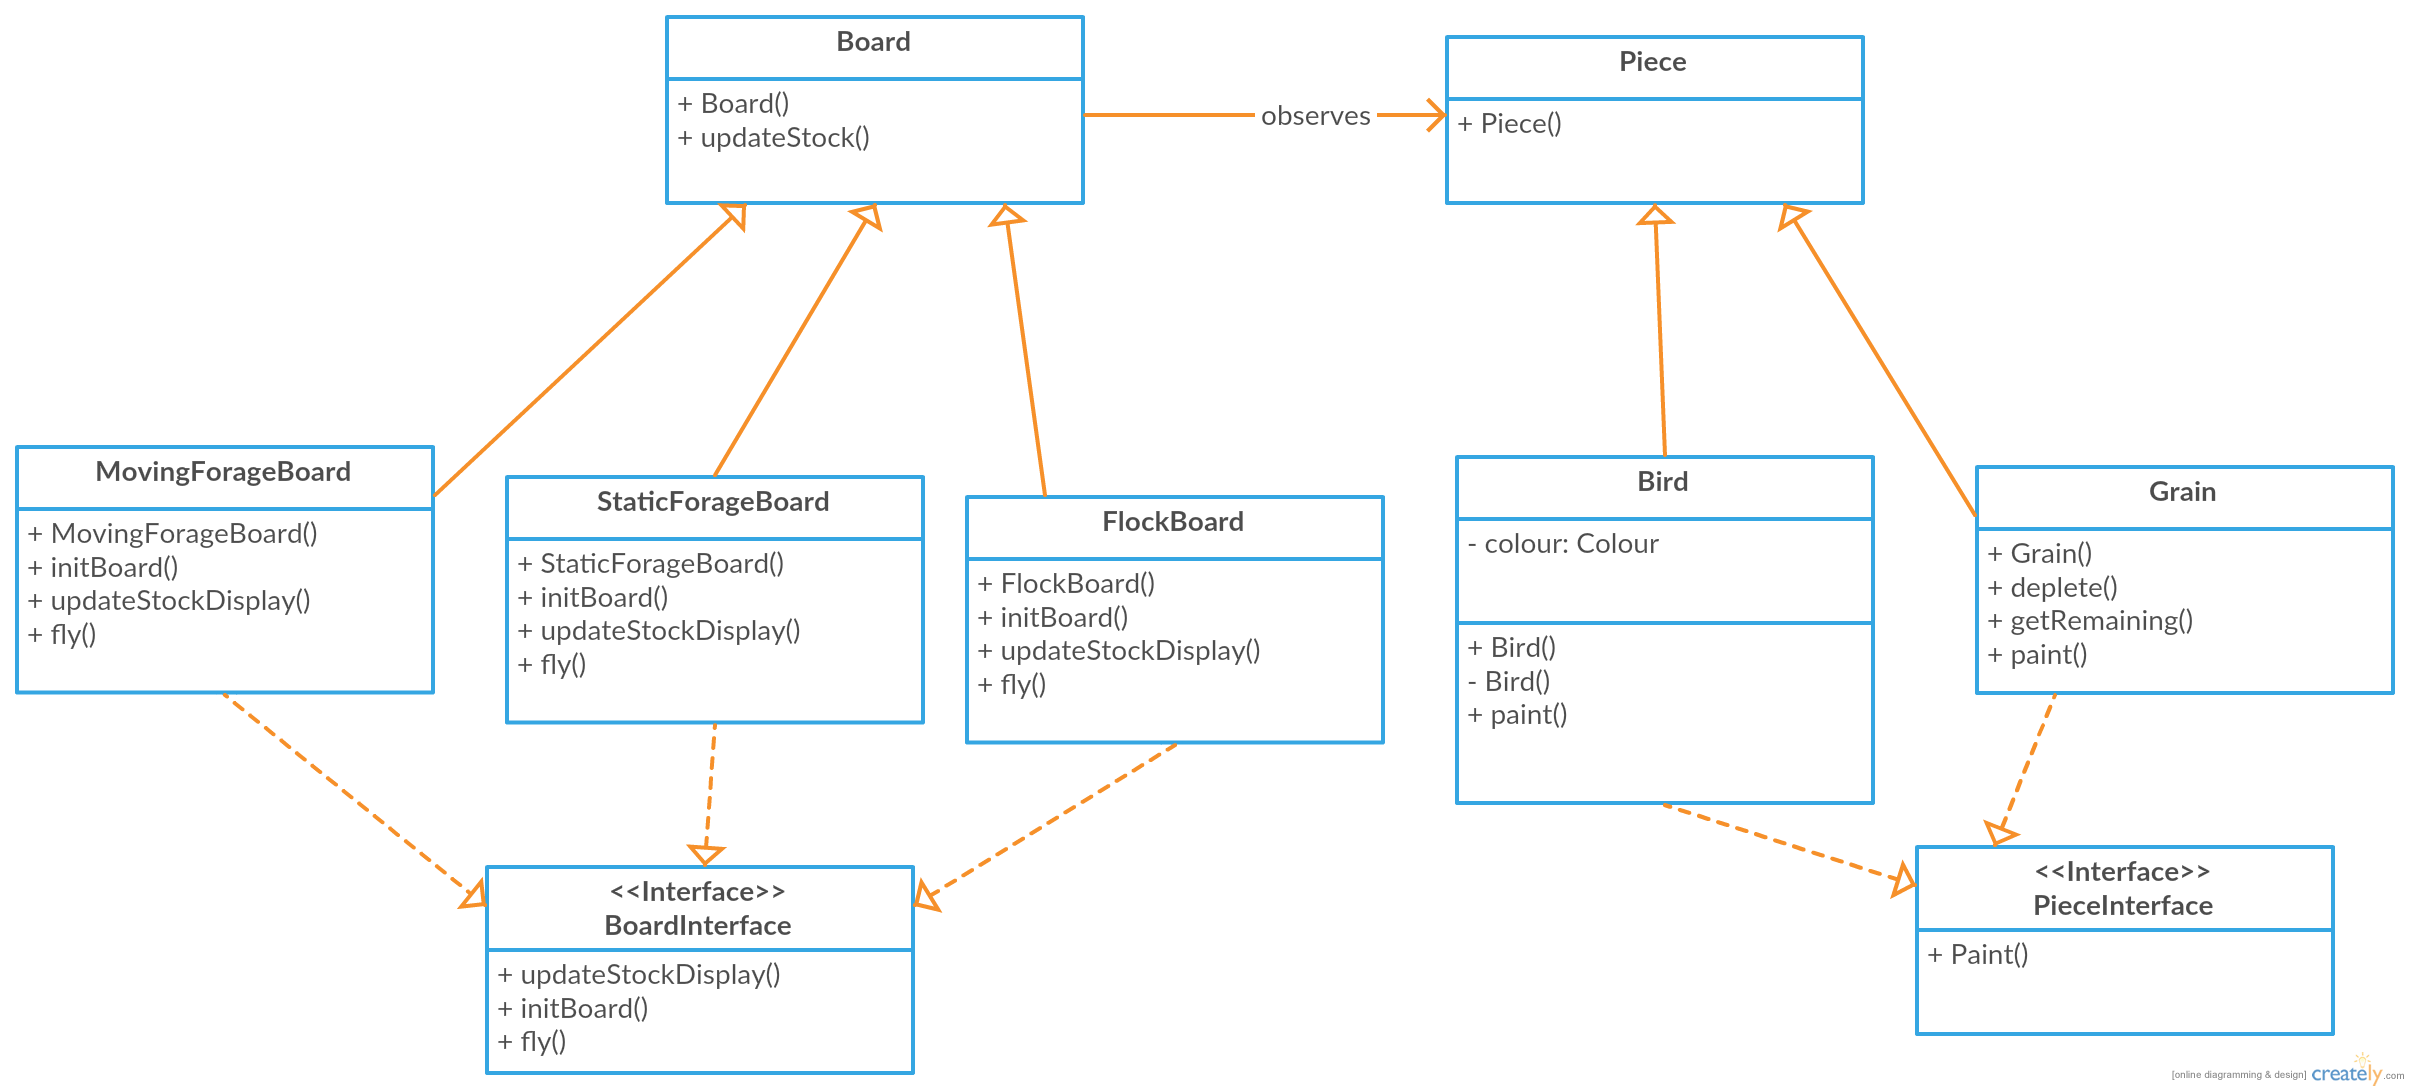 Board
+ Board()
+ updateStock()
observes
Piece
+ Piece()
MovingForageBoard
+ MovingForageBoard()
+ initBoard()
+ updateStockDisplay()
+ fly()
StaticForageBoard
+ StaticForageBoard()
+ initBoard()
+ updateStockDisplay()
+ fly()
FlockBoard
+ FlockBoard()
+ initBoard()
+ updateStockDisplay()
+ fly()
Bird
- colour: Colour
+ Bird()
- Bird()
+ paint()
Grain
+ Grain()
+ deplete()
+ getRemaining()
+ paint()
<<Interface>>
BoardInterface
+ updateStockDisplay()
+ initBoard()
+ fly()
<<Interface>>
PieceInterface
+ Paint()
[online diagramming & design] creately.com